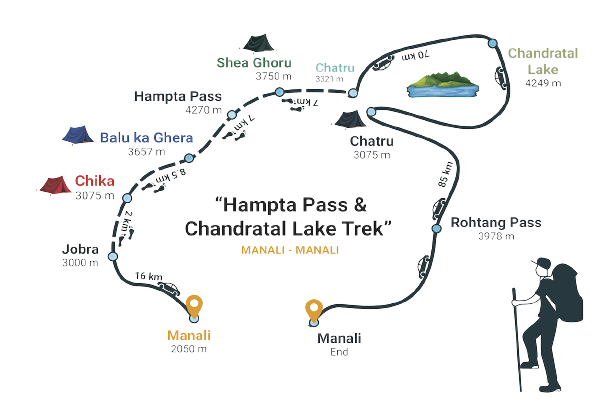 Shea Ghoru
3750 m
Chatru
3321 m
70 km
Chandratal
Lake
4249 m
Hampta Pass
4270 m
7 km
7 km
Balu ka Ghera
3657 m
Chatru
3075 m
8.5 km
Chika
3075 m
85 km
2 km
"Hampta Pass &
Chandratal Lake Trek"
MANALI - MANALI
Rohtang Pass
3978 m
Jobra
3000 m
16 km
Manali
2050 m
Manali
End